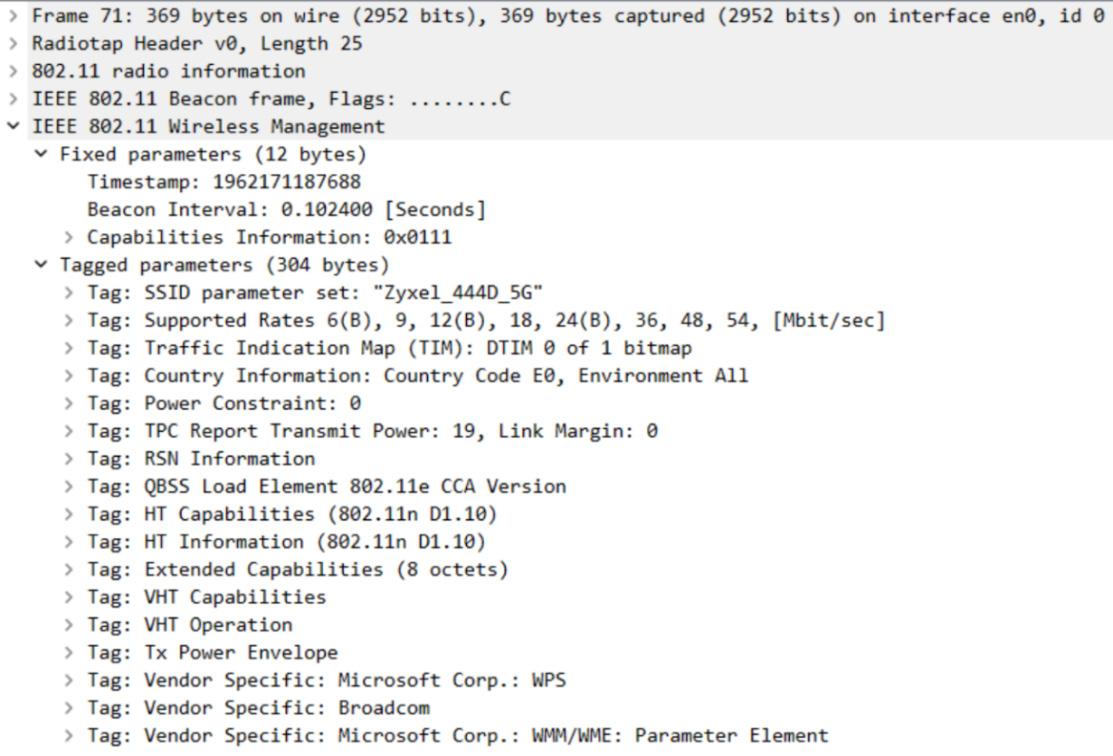 Frame 71: 369 bytes on wire (2952 bits), 369 bytes captured (2952 bits) on interface en0, id 0
Radiotap Header v0, Length 25
802.11 radio information
IEEE 802.11 Beacon frame, Flags: ........C
IEEE 802.11 Wireless Management
Fixed parameters (12 bytes)
Timestamp: 1962171187688
Beacon Interval: 0.102400 [Seconds]
Capabilities Information: 0x0111
Tagged parameters (304 bytes)
Tag: SSID parameter set: "Zyxel_444D_5G"
Tag: Supported Rates 6(B), 9, 12(B), 18, 24(B), 36, 48, 54, [Mbit/sec]
Tag: Traffic Indication Map (TIM): DTIM 0 of 1 bitmap
Tag: Country Information: Country Code E0, Environment All
Tag: Power Constraint: 0
Tag: TPC Report Transmit Power: 19, Link Margin: 0
Tag: RSN Information
Tag: QBSS Load Element 802.11e CCA Version
Tag: HT Capabilities (802.11n D1.10)
Tag: HT Information (802.11n D1.10)
Tag: Extended Capabilities (8 octets)
Tag: VHT Capabilities
Tag: VHT Operation
Tag: Tx Power Envelope
Tag: Vendor Specific: Microsoft Corp.: WPS
Tag: Vendor Specific: Broadcom
Tag: Vendor Specific: Microsoft Corp.: WMM/WME: Parameter Element